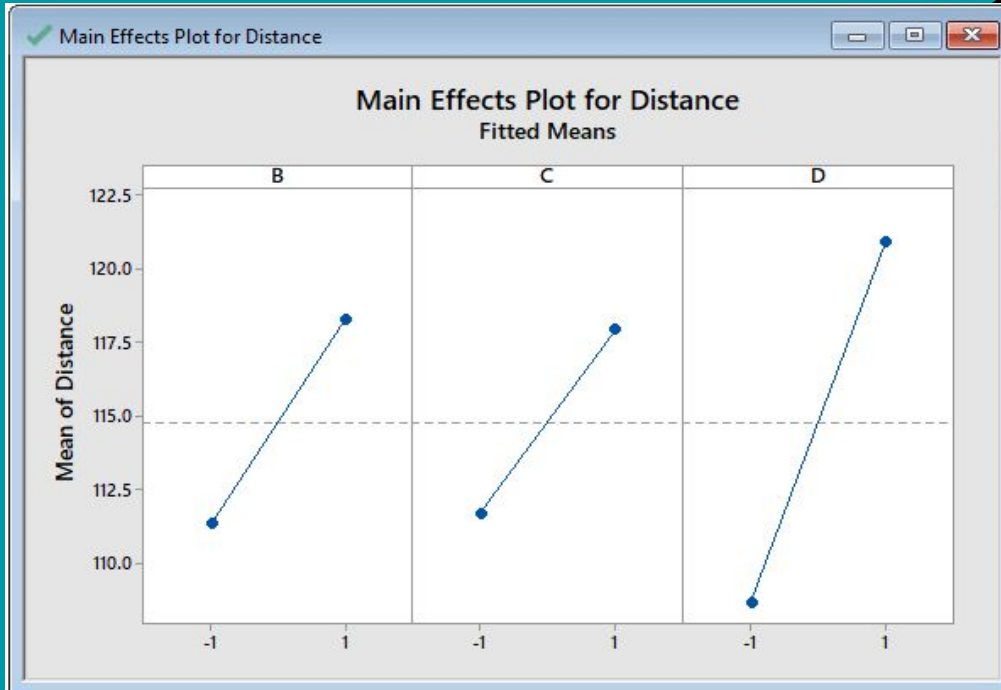 Main Effects Plot for Distance
Main Effects Plot for Distance
Fitted Means
B C D
Mean of Distance
122.5
120.0
117.5
115.0
112.5
110.0
-1 1 -1 1 -1 1